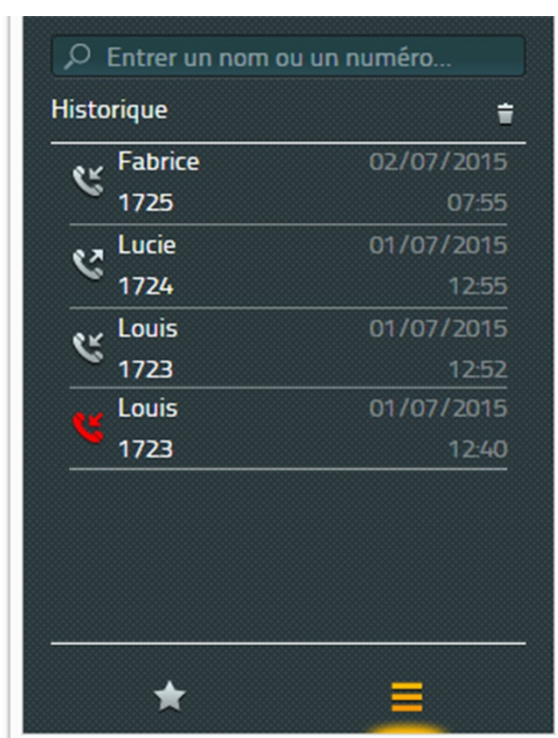 Entrer un nom ou un numéro...
Historique
Fabrice 02/07/2015
1725 07:55
Lucie 01/07/2015
1724 12:55
Louis 01/07/2015
1723 12:52
Louis 01/07/2015
1723 12:40